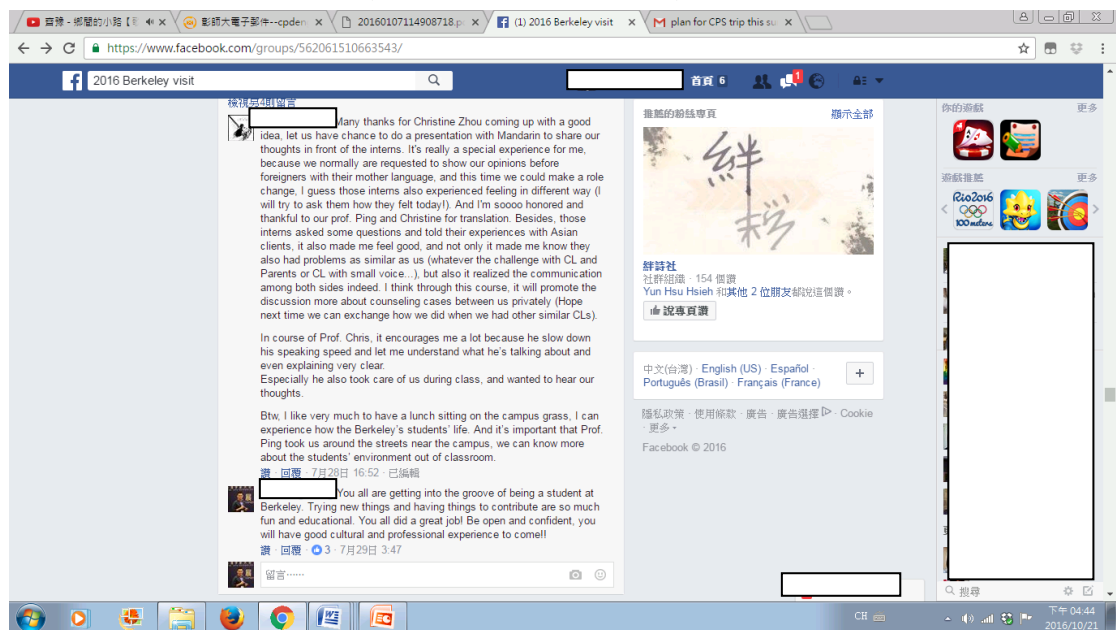 齊豫 - 鄉間的小路【
彰師大電子郵件--cpden
20160107114908718.p
(1) 2016 Berkeley visit
plan for CPS trip this su
https://www.facebook.com/groups/562061510663543/
2016 Berkeley visit
首頁 6
1
檢視另4則留言
Many thanks for Christine Zhou coming up with a good
idea, let us have chance to do a presentation with Mandarin to share our
thoughts in front of the interns. It's really a special experience for me,
because we normally are requested to show our opinions before
foreigners with their mother language, and this time we could make a role
change, I guess those interns also experienced feeling in different way (I
will try to ask them how they felt today!). And I'm soooo honored and
thankful to our prof. Ping and Christine for translation. Besides, those
interns asked some questions and told their experiences with Asian
clients, it also made me feel good, and not only it made me know they
also had problems as similar as us (whatever the challenge with CL and
Parents or CL with small voice...), but also it realized the communication
among both sides indeed. I think through this course, it will promote the
discussion more about counseling cases between us privately (Hope
next time we can exchange how we did when we had other similar CLs).
In course of Prof. Chris, it encourages me a lot because he slow down
his speaking speed and let me understand what he's talking about and
even explaining very clear.
Especially he also took care of us during class, and wanted to hear our
thoughts.
Btw, I like very much to have a lunch sitting on the campus grass, I can
experience how the Berkeley's students' life. And it's important that Prof.
Ping took us around the streets near the campus, we can know more
about the students' environment out of classroom.
讚 · 回覆 · 7月28日 16:52 · 已編輯
You all are getting into the groove of being a student at
Berkeley. Trying new things and having things to contribute are so much
fun and educational. You all did a great job! Be open and confident, you
will have good cultural and professional experience to come!!
讚 · 回覆 · 3 · 7月29日 3:47
留言……
推薦的粉絲專頁
顯示全部
絆詩社
社群組織 · 154 個讚
Yun Hsu Hsieh 和其他 2 位朋友都說這個讚。
說專頁讚
中文(台灣) · English (US) · Español ·
Português (Brasil) · Français (France)
隱私政策 · 使用條款 · 廣告 · 廣告選擇 · Cookie
· 更多
Facebook © 2016
你的遊戲
更多
遊戲推薦
更多
Rio2016
100 meters
搜尋
CH
下午 04:44
2016/10/21